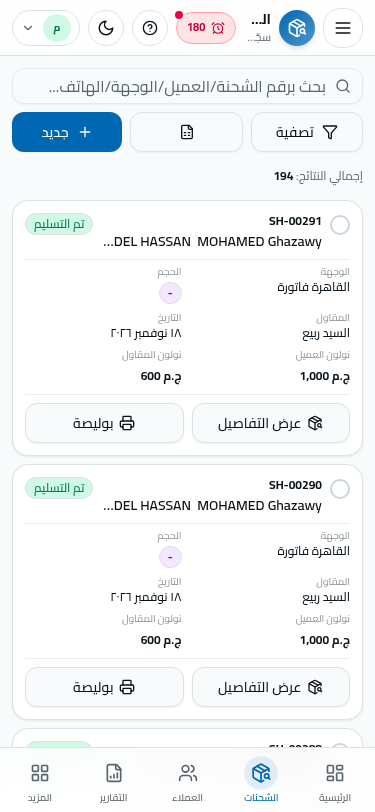 الـ...
سجّ...
180
م
بحث برقم الشحنة/العميل/الوجهة/الهاتف...
تصفية
جديد
إجمالي النتائج: 194
SH-00291
تم التسليم
DEL HASSAN MOHAMED Ghazawy...
الوجهة
الحجم
القاهرة فاتورة
-
المقاول
التاريخ
السيد ربيع
١٨ نوفمبر ٢٠٢٦
نولون العميل
نولون المقاول
ج.م 1,000
ج.م 600
عرض التفاصيل
بوليصة
SH-00290
تم التسليم
DEL HASSAN MOHAMED Ghazawy...
الوجهة
الحجم
القاهرة فاتورة
-
المقاول
التاريخ
السيد ربيع
١٨ نوفمبر ٢٠٢٦
نولون العميل
نولون المقاول
ج.م 1,000
ج.م 600
عرض التفاصيل
بوليصة
الرئيسية
الشحنات
العملاء
التقارير
المزيد